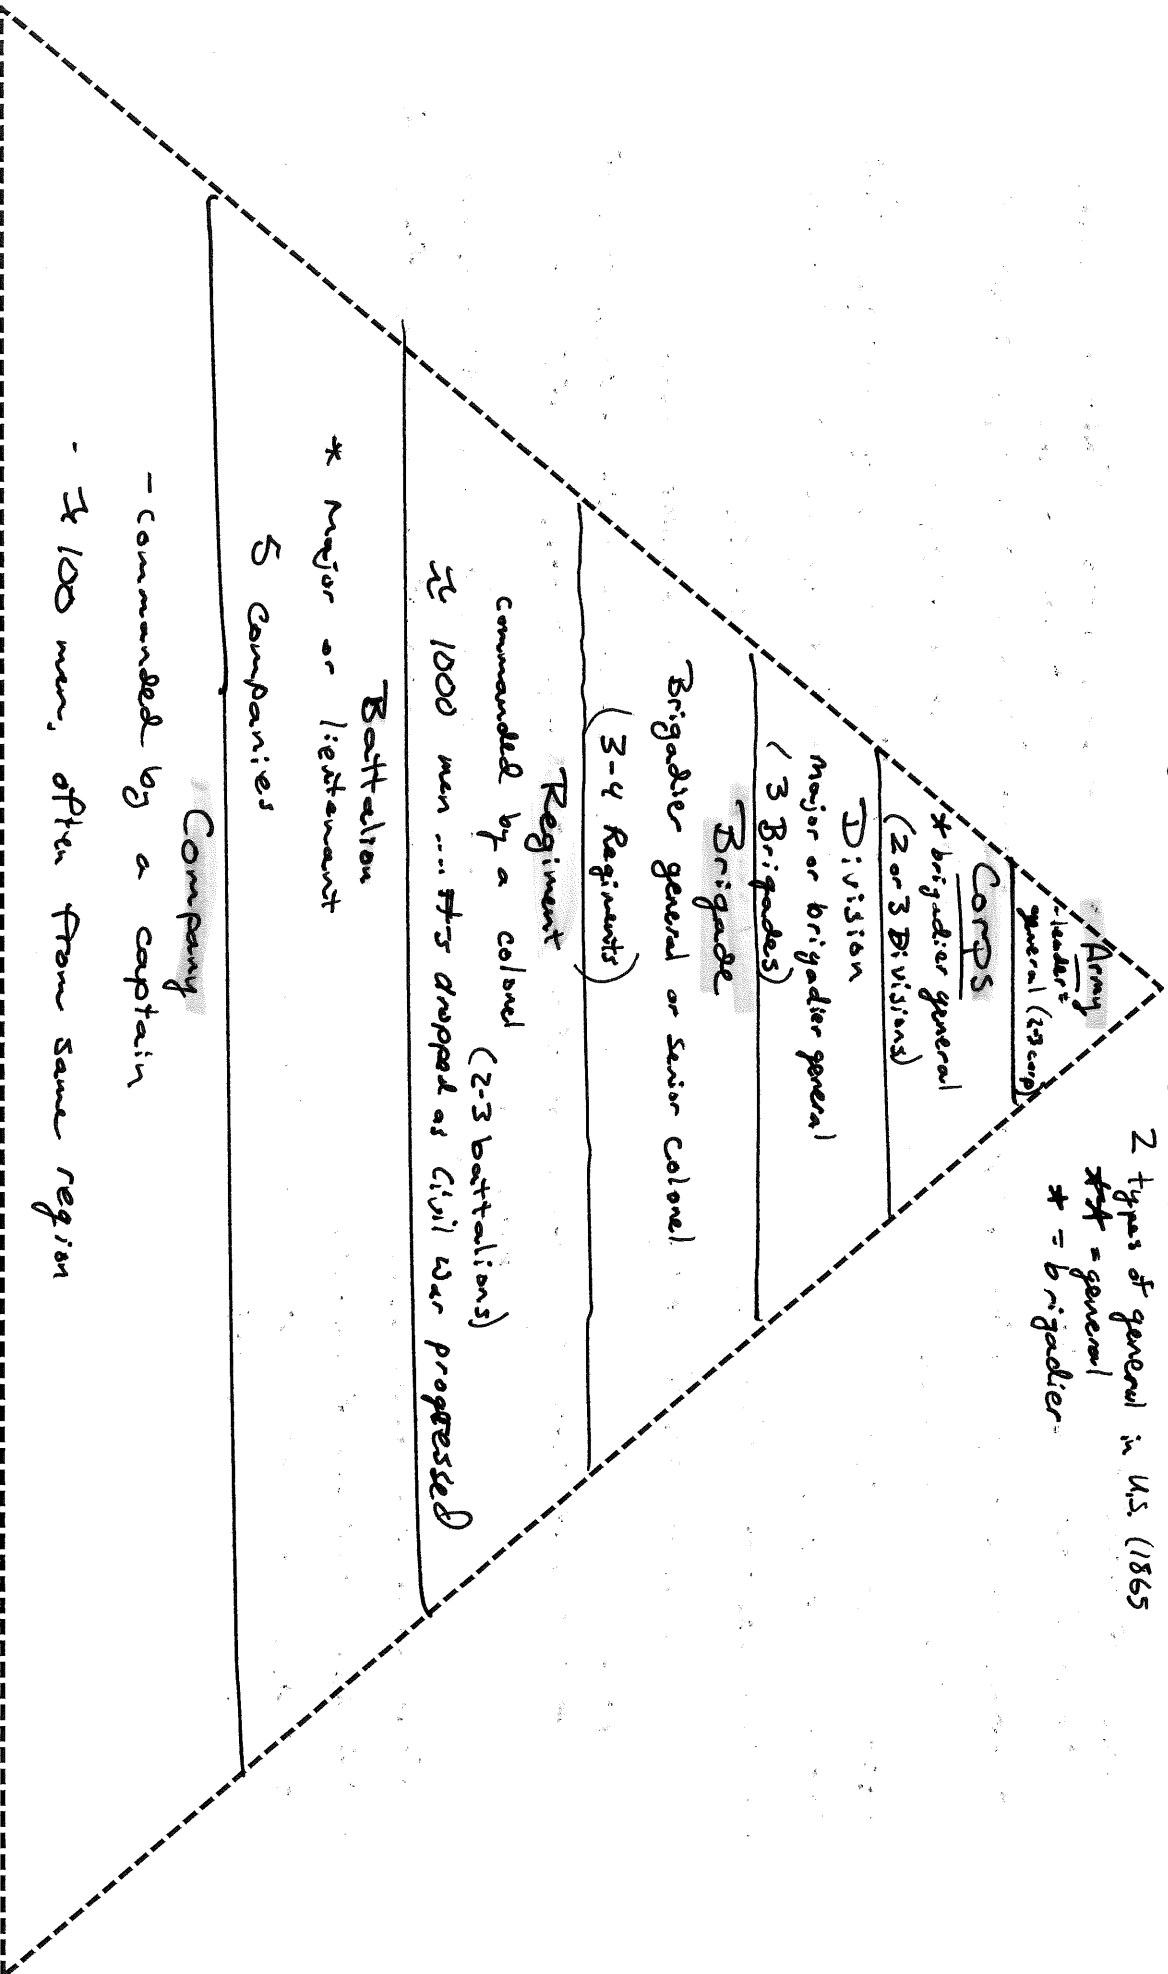 2 types of general in U.S. (1865
** = general
* = brigadier
Army
- leader =
general (2-3 corp)
Corps
* brigadier general
(2 or 3 Divisions)
Division
major or brigadier general
(3 Brigades)
Brigade
Brigadier general or senior colonel
(3-4 Regiments)
Regiment
commanded by a colonel (2-3 battalions)
≈ 1000 men .... #'s dropped as Civil War progressed
Battalion
* Major or lieutenant
5 companies
Company
- commanded by a captain
- ≈ 100 men, often from same region